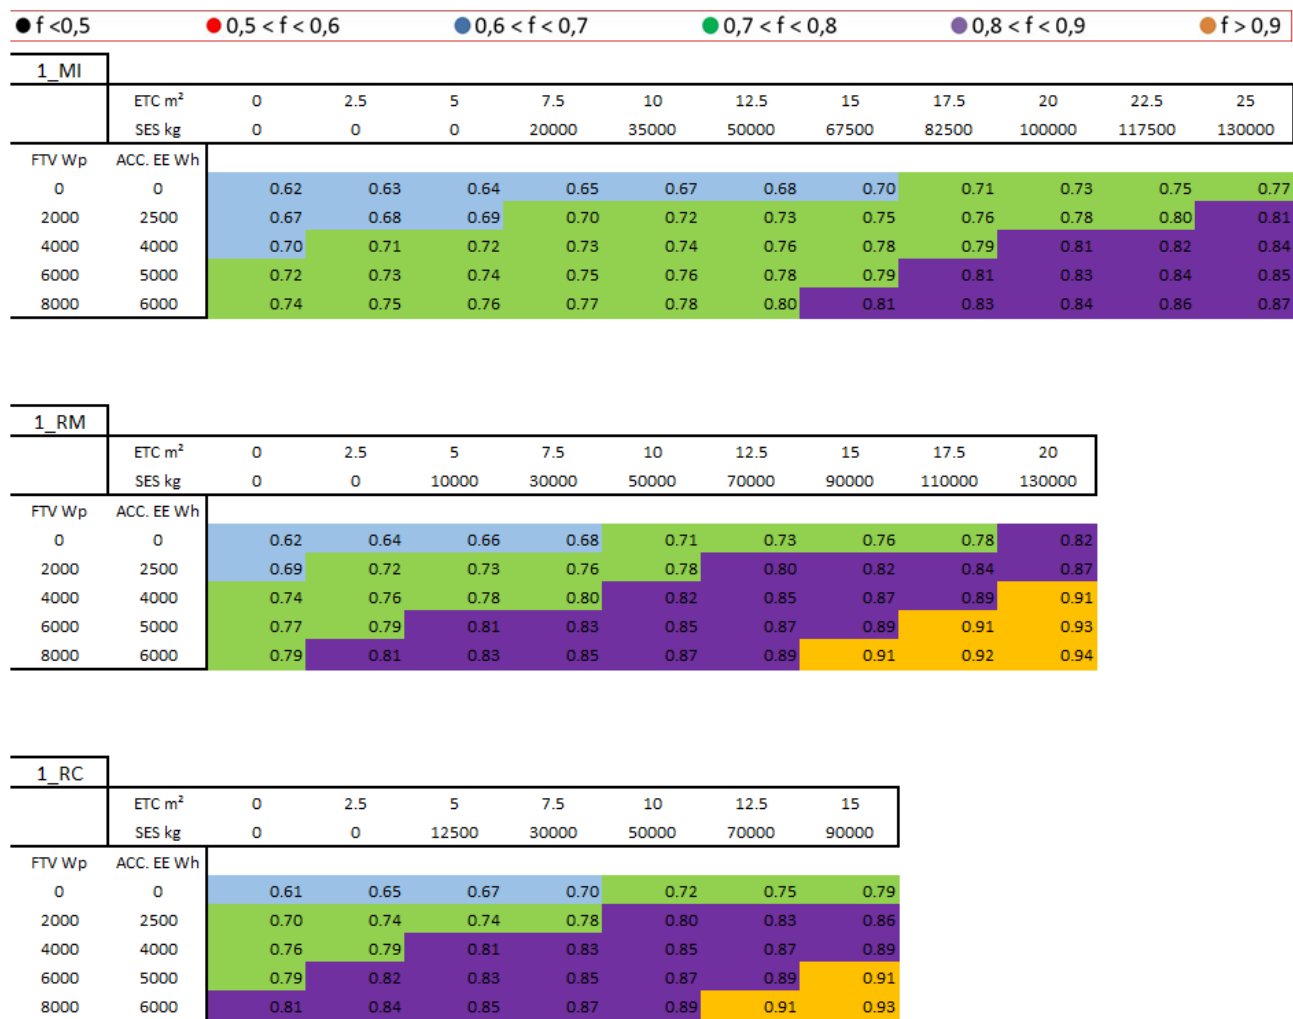 f <0,5 0,5 < f < 0,6 0,6 < f < 0,7 0,7 < f < 0,8 0,8 < f < 0,9 f > 0,9
1_MI
ETC m² 0 2.5 5 7.5 10 12.5 15 17.5 20 22.5 25
SES kg 0 0 0 20000 35000 50000 67500 82500 100000 117500 130000
FTV Wp ACC. EE Wh
0 0 0.62 0.63 0.64 0.65 0.67 0.68 0.70 0.71 0.73 0.75 0.77
2000 2500 0.67 0.68 0.69 0.70 0.72 0.73 0.75 0.76 0.78 0.80 0.81
4000 4000 0.70 0.71 0.72 0.73 0.74 0.76 0.78 0.79 0.81 0.82 0.84
6000 5000 0.72 0.73 0.74 0.75 0.76 0.78 0.79 0.81 0.83 0.84 0.85
8000 6000 0.74 0.75 0.76 0.77 0.78 0.80 0.81 0.83 0.84 0.86 0.87
1_RM
ETC m² 0 2.5 5 7.5 10 12.5 15 17.5 20
SES kg 0 0 10000 30000 50000 70000 90000 110000 130000
FTV Wp ACC. EE Wh
0 0 0.62 0.64 0.66 0.68 0.71 0.73 0.76 0.78 0.82
2000 2500 0.69 0.72 0.73 0.76 0.78 0.80 0.82 0.84 0.87
4000 4000 0.74 0.76 0.78 0.80 0.82 0.85 0.87 0.89 0.91
6000 5000 0.77 0.79 0.81 0.83 0.85 0.87 0.89 0.91 0.93
8000 6000 0.79 0.81 0.83 0.85 0.87 0.89 0.91 0.92 0.94
1_RC
ETC m² 0 2.5 5 7.5 10 12.5 15
SES kg 0 0 12500 30000 50000 70000 90000
FTV Wp ACC. EE Wh
0 0 0.61 0.65 0.67 0.70 0.72 0.75 0.79
2000 2500 0.70 0.74 0.74 0.78 0.80 0.83 0.86
4000 4000 0.76 0.79 0.81 0.83 0.85 0.87 0.89
6000 5000 0.79 0.82 0.83 0.85 0.87 0.89 0.91
8000 6000 0.81 0.84 0.85 0.87 0.89 0.91 0.93